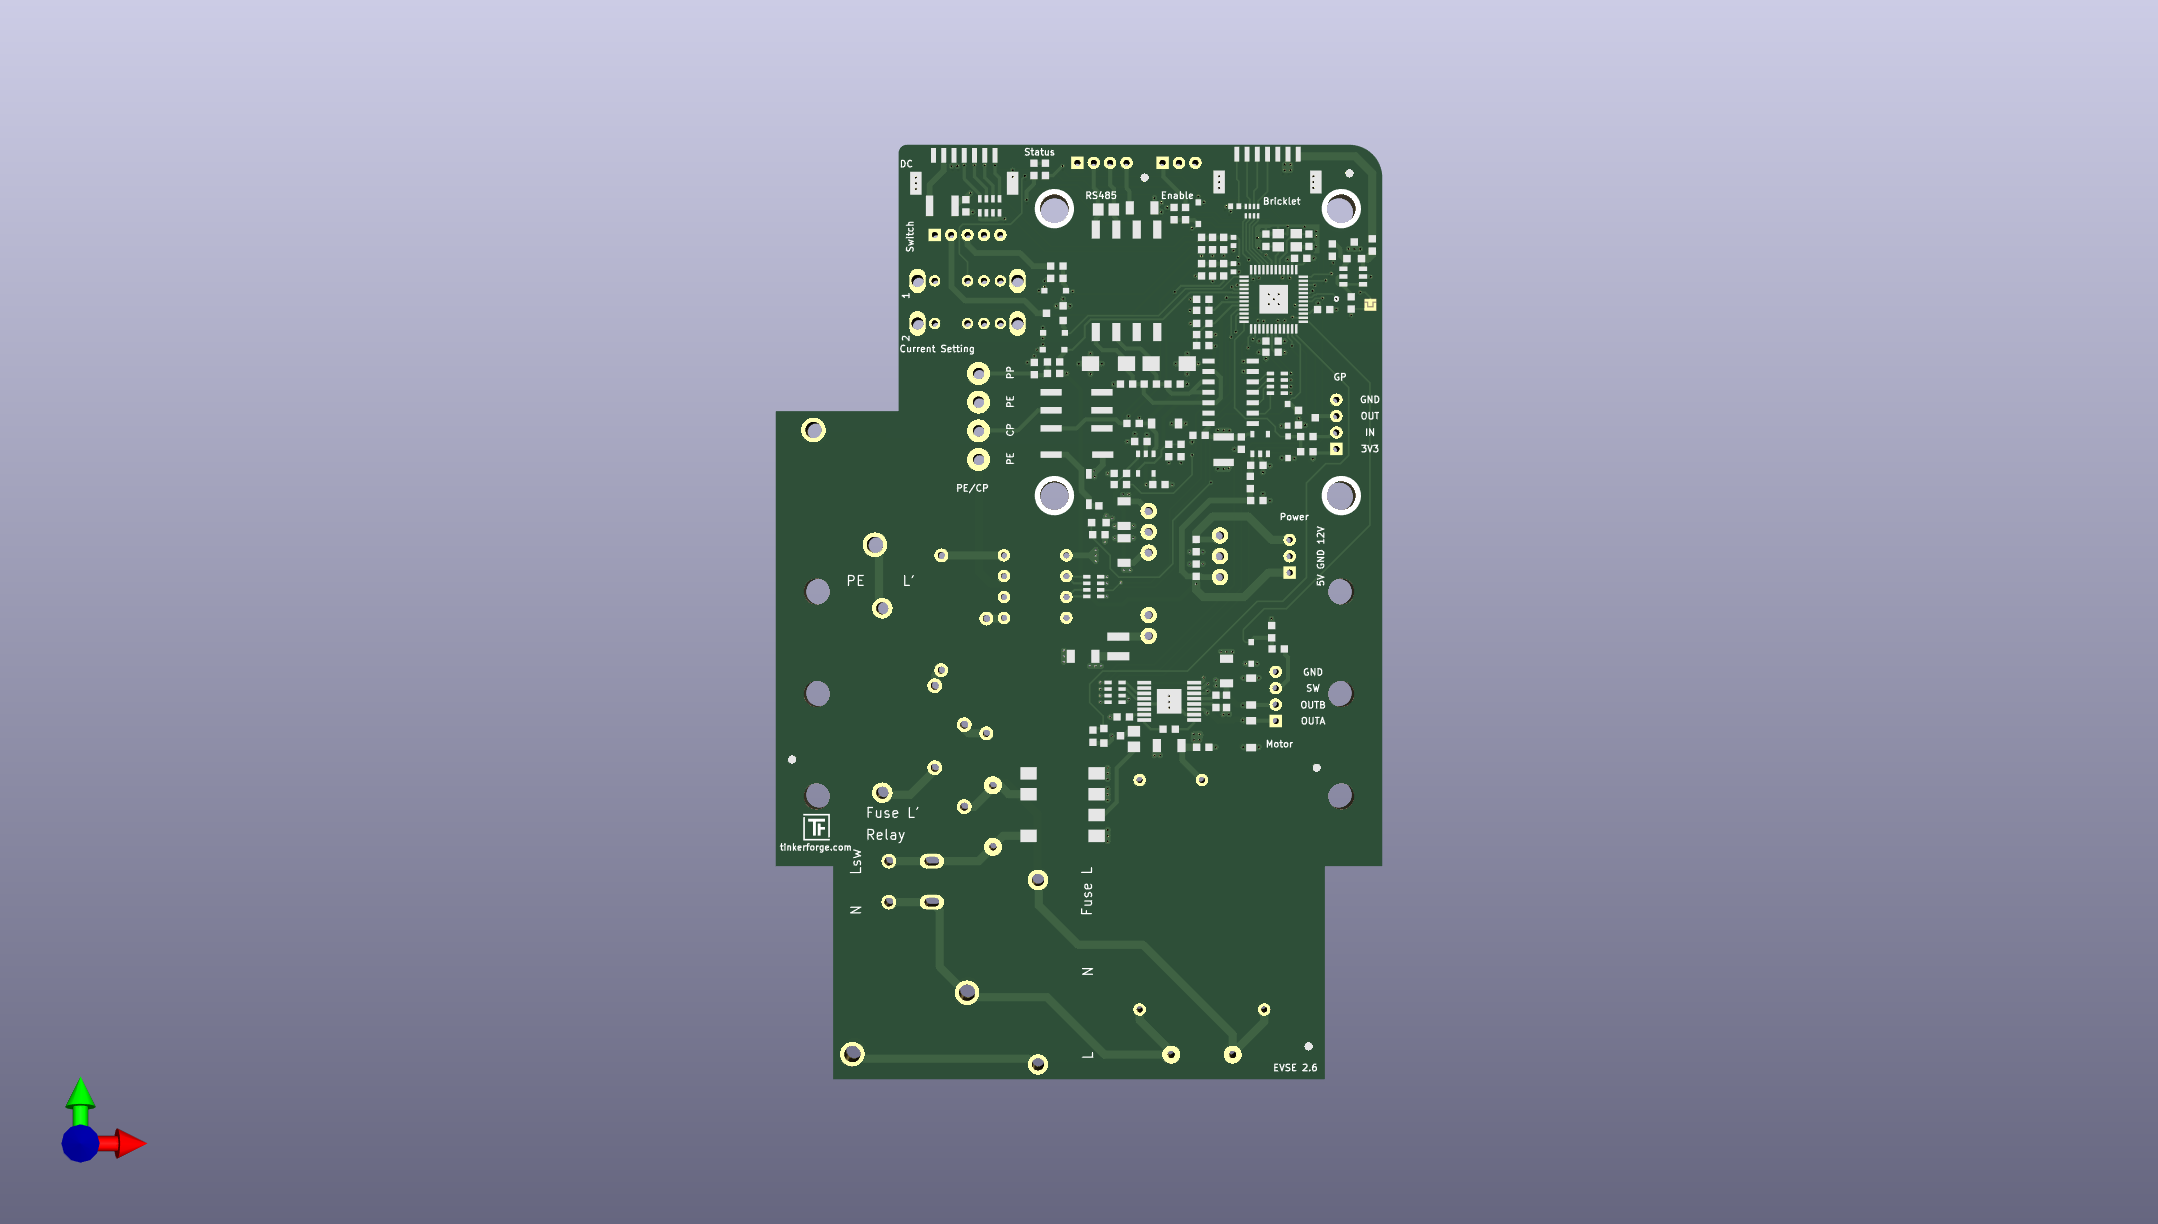 Status
DC
RS485
Enable
Bricklet
Switch
1
2
Current Setting
PP
PE
CP
PE
PE/CP
GP
GND
OUT
IN
3V3
Power
5V GND 12V
PE
L'
GND
SW
OUTB
OUTA
Motor
Fuse L'
Relay
TF
tinkerforge.com
Lsw
N
Fuse L
N
L
EVSE 2.6